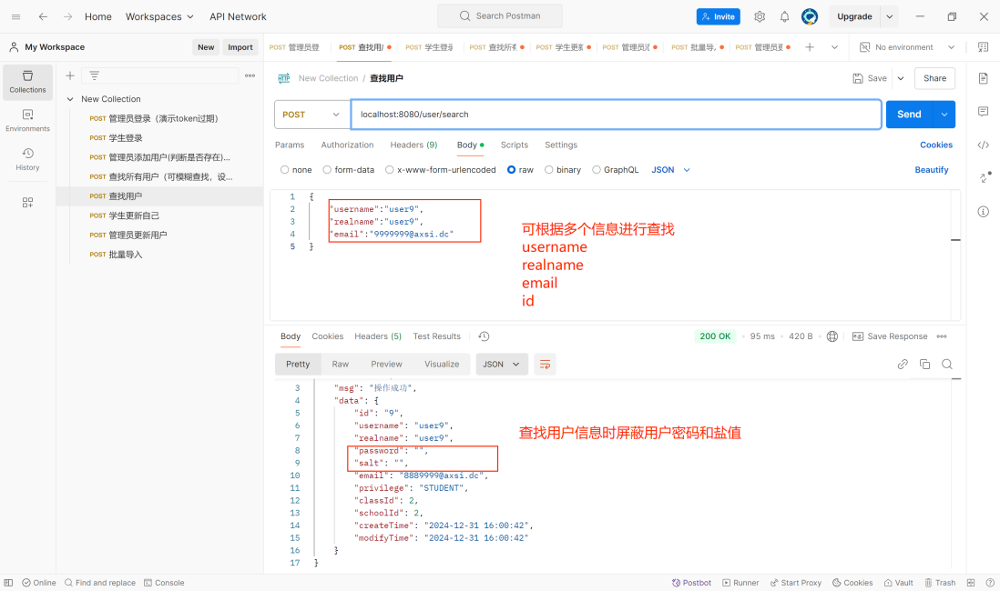 Home Workspaces API Network Search Postman Invite Upgrade
My Workspace New Import
POST 管理员登 POST 查找用户 POST 学生登录 POST 查找所有 POST 学生更新 POST 管理员添 POST 批量导入 POST 管理员更 No environment
Collections
Environments
History
New Collection
POST 管理员登录（演示token过期）
POST 学生登录
POST 管理员添加用户(判断是否存在)...
POST 查找所有用户（可模糊查找，设...
POST 查找用户
POST 学生更新自己
POST 管理员更新用户
POST 批量导入
HTTP New Collection / 查找用户 Save Share
POST localhost:8080/user/search Send
Params Authorization Headers (9) Body Scripts Settings Cookies
none form-data x-www-form-urlencoded raw binary GraphQL JSON Beautify
1 {
2 "username":"user9",
3 "realname":"user9",
4 "email":"9999999@axsi.dc"
5 }
可根据多个信息进行查找
username
realname
email
id
Body Cookies Headers (5) Test Results 200 OK 95 ms 420 B Save Response
Pretty Raw Preview Visualize JSON
3 "msg": "操作成功",
4 "data": {
5 "id": "9",
6 "username": "user9",
7 "realname": "user9",
8 "password": "",
9 "salt": "",
10 "email": "8889999@axsi.dc",
11 "privilege": "STUDENT",
12 "classId": 2,
13 "schoolId": 2,
14 "createTime": "2024-12-31 16:00:42",
15 "modifyTime": "2024-12-31 16:00:42"
16 }
17 }
查找用户信息时屏蔽用户密码和盐值
Online Find and replace Console Postbot Runner Start Proxy Cookies Vault Trash